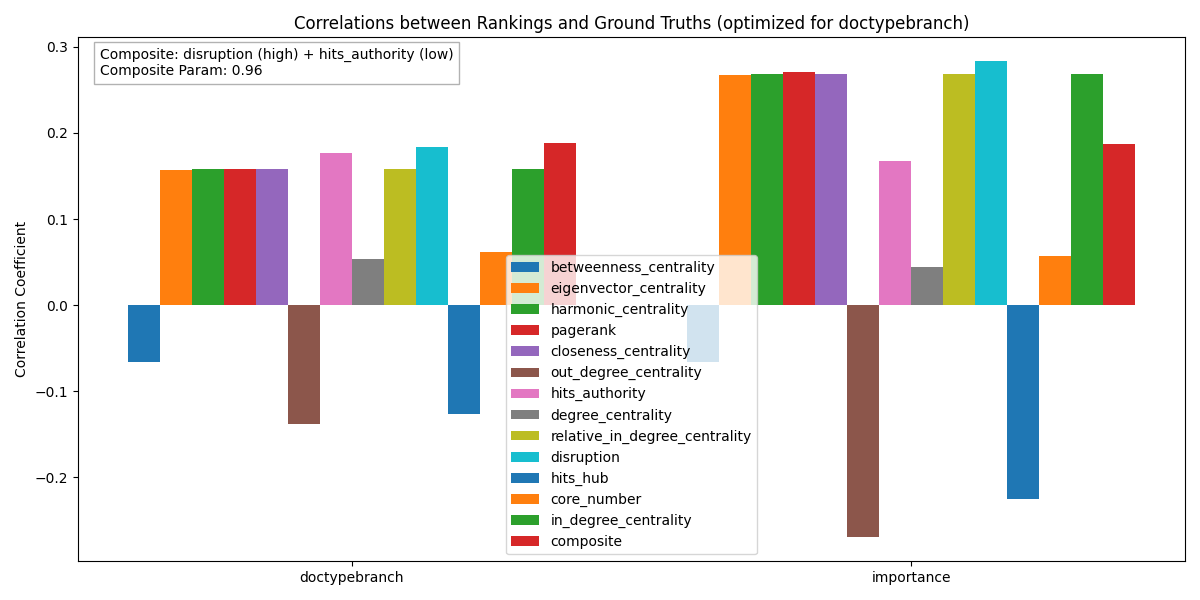 Correlations between Rankings and Ground Truths (optimized for doctypebranch)
Composite: disruption (high) + hits_authority (low)
Composite Param: 0.96
Correlation Coefficient
0.3
0.2
0.1
0.0
−0.1
−0.2
betweenness_centrality
eigenvector_centrality
harmonic_centrality
pagerank
closeness_centrality
out_degree_centrality
hits_authority
degree_centrality
relative_in_degree_centrality
disruption
hits_hub
core_number
in_degree_centrality
composite
doctypebranch
importance